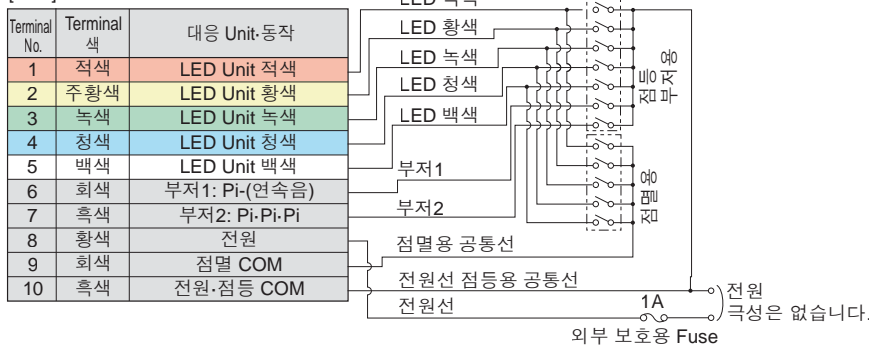 Terminal No. Terminal 색 대응 Unit·동작
1 적색 LED Unit 적색
2 주황색 LED Unit 황색
3 녹색 LED Unit 녹색
4 청색 LED Unit 청색
5 백색 LED Unit 백색
6 회색 부저1: Pi-(연속음)
7 흑색 부저2: Pi·Pi·Pi
8 황색 전원
9 회색 점멸 COM
10 흑색 전원·점등 COM
LED
LED 황색
LED 녹색
LED 청색
LED 백색
부저1
부저2
점멸용 공통선
전원선 점등용 공통선
전원선
점등
부저용
점멸용
1A
전원
극성은 없습니다.
외부 보호용 Fuse